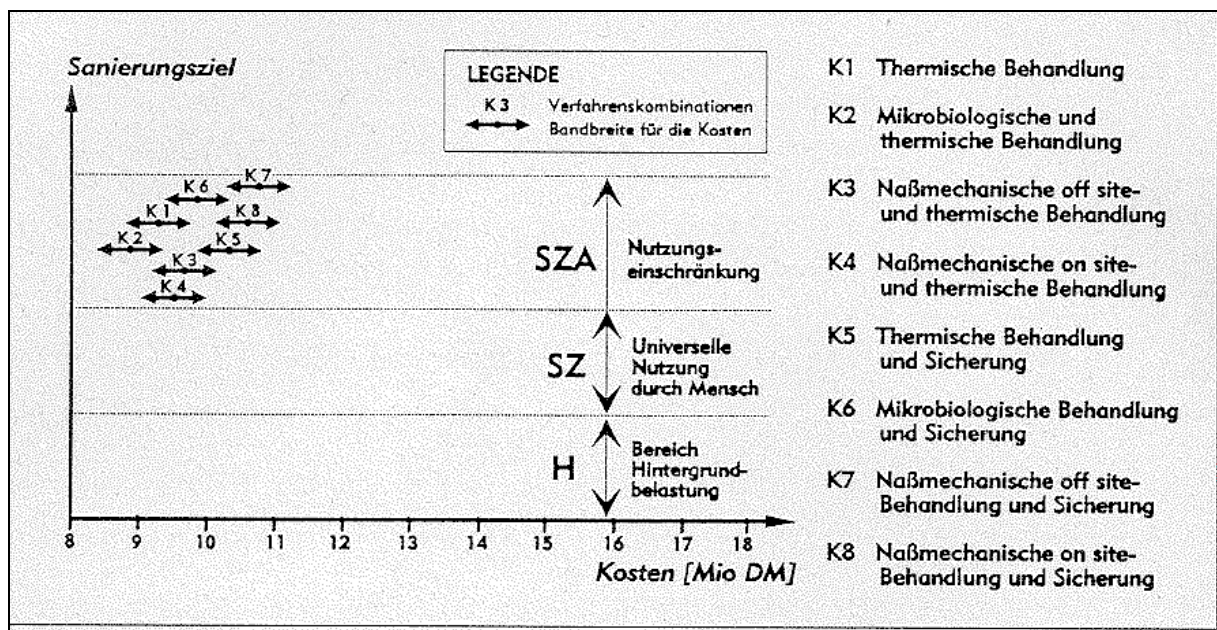 Sanierungsziel
LEGENDE
K 3 Verfahrenskombinationen
Bandbreite für die Kosten
K 7
K 6
K 1 K 8
K 2 K 5
K 3
K 4
SZA
Nutzungs-
einschränkung
SZ
Universelle
Nutzung
durch Mensch
H
Bereich
Hintergrund-
belastung
8 9 10 11 12 13 14 15 16 17 18
Kosten [Mio DM]
K1 Thermische Behandlung
K2 Mikrobiologische und
thermische Behandlung
K3 Naßmechanische off site-
und thermische Behandlung
K4 Naßmechanische on site-
und thermische Behandlung
K5 Thermische Behandlung
und Sicherung
K6 Mikrobiologische Behandlung
und Sicherung
K7 Naßmechanische off site-
Behandlung und Sicherung
K8 Naßmechanische on site-
Behandlung und Sicherung